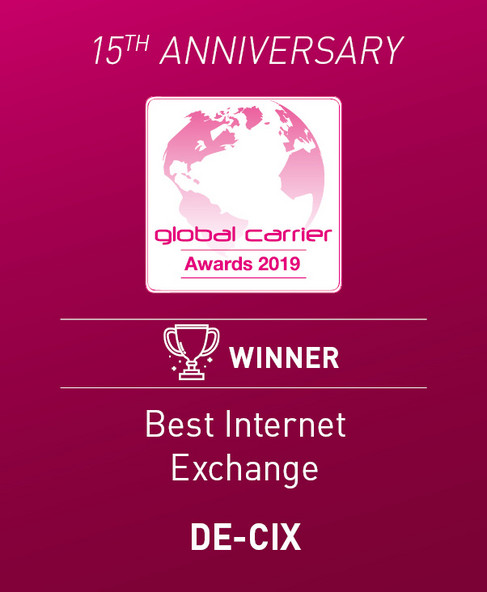 15TH ANNIVERSARY
global carrier
Awards 2019
WINNER
Best Internet
Exchange
DE-CIX